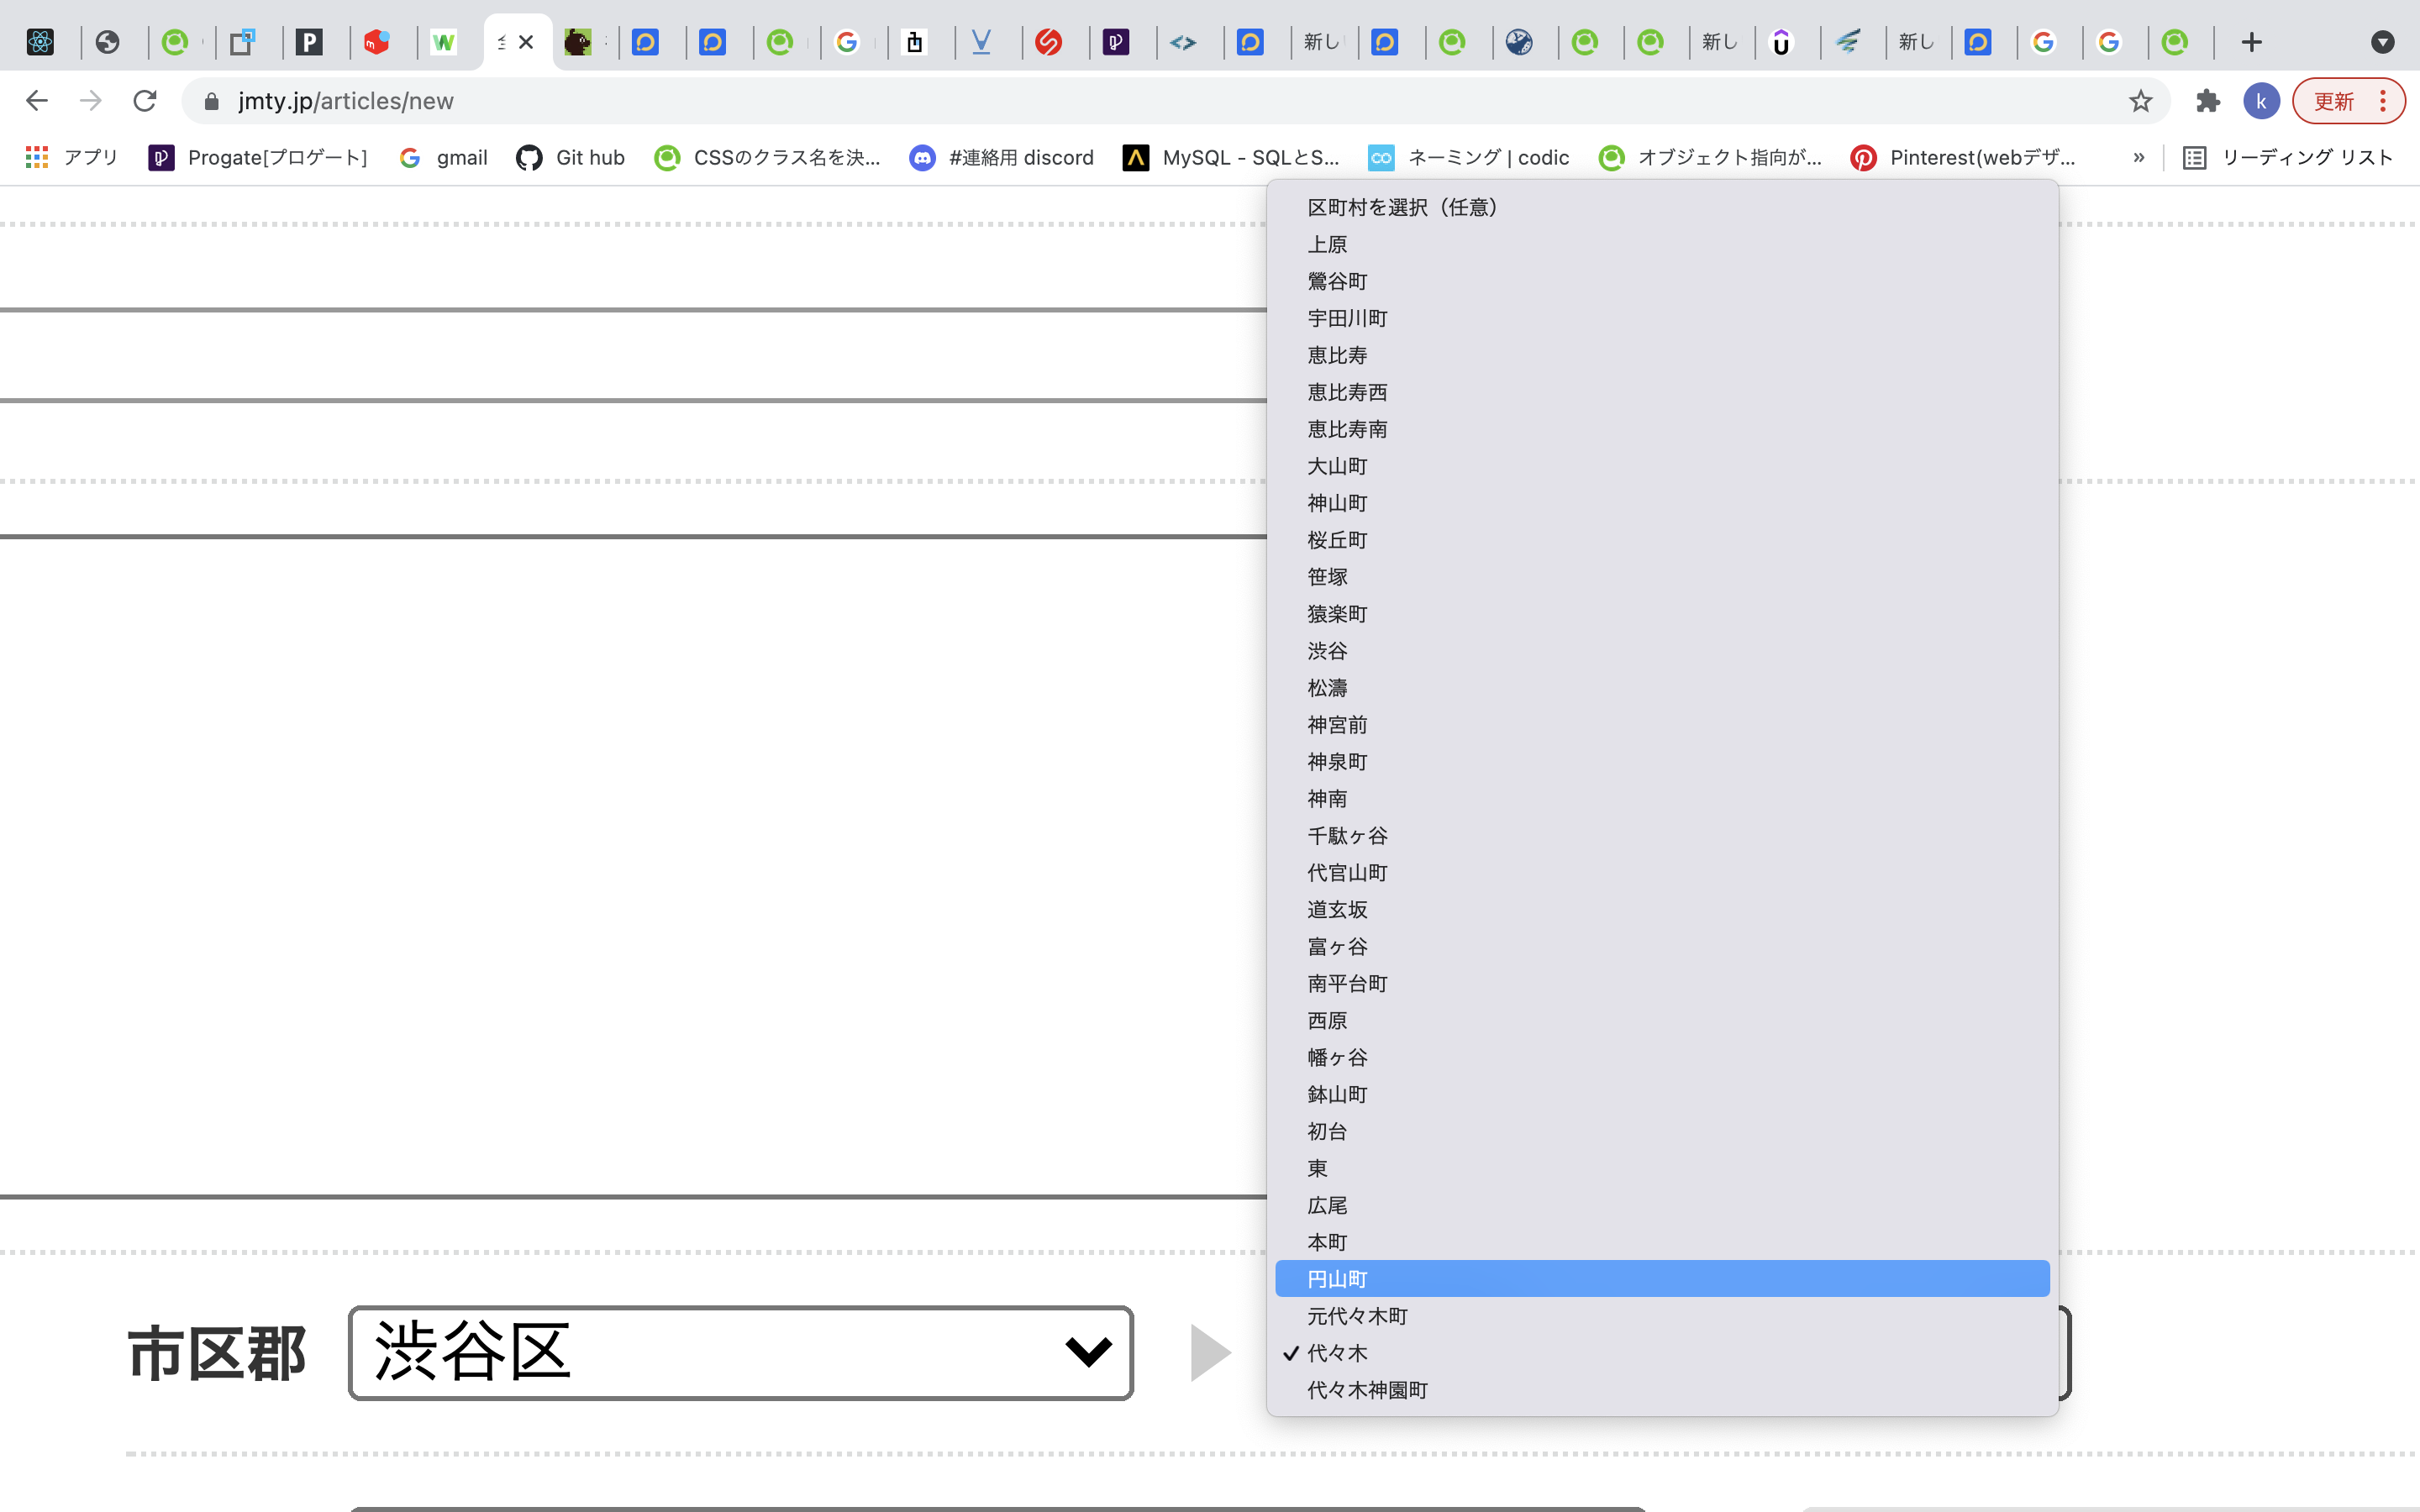 新し
新し
新し
jmty.jp/articles/new
k
更新
アプリ
Progate[プロゲート]
gmail
Git hub
CSSのクラス名を決...
#連絡用 discord
MySQL - SQLとS...
ネーミング | codic
オブジェクト指向が...
Pinterest(webデザ...
»
リーディング リスト
区町村を選択（任意）
上原
鶯谷町
宇田川町
恵比寿
恵比寿西
恵比寿南
大山町
神山町
桜丘町
笹塚
猿楽町
渋谷
松濤
神宮前
神泉町
神南
千駄ヶ谷
代官山町
道玄坂
富ヶ谷
南平台町
西原
幡ヶ谷
鉢山町
初台
東
広尾
本町
円山町
元代々木町
代々木
代々木神園町
市区郡
渋谷区